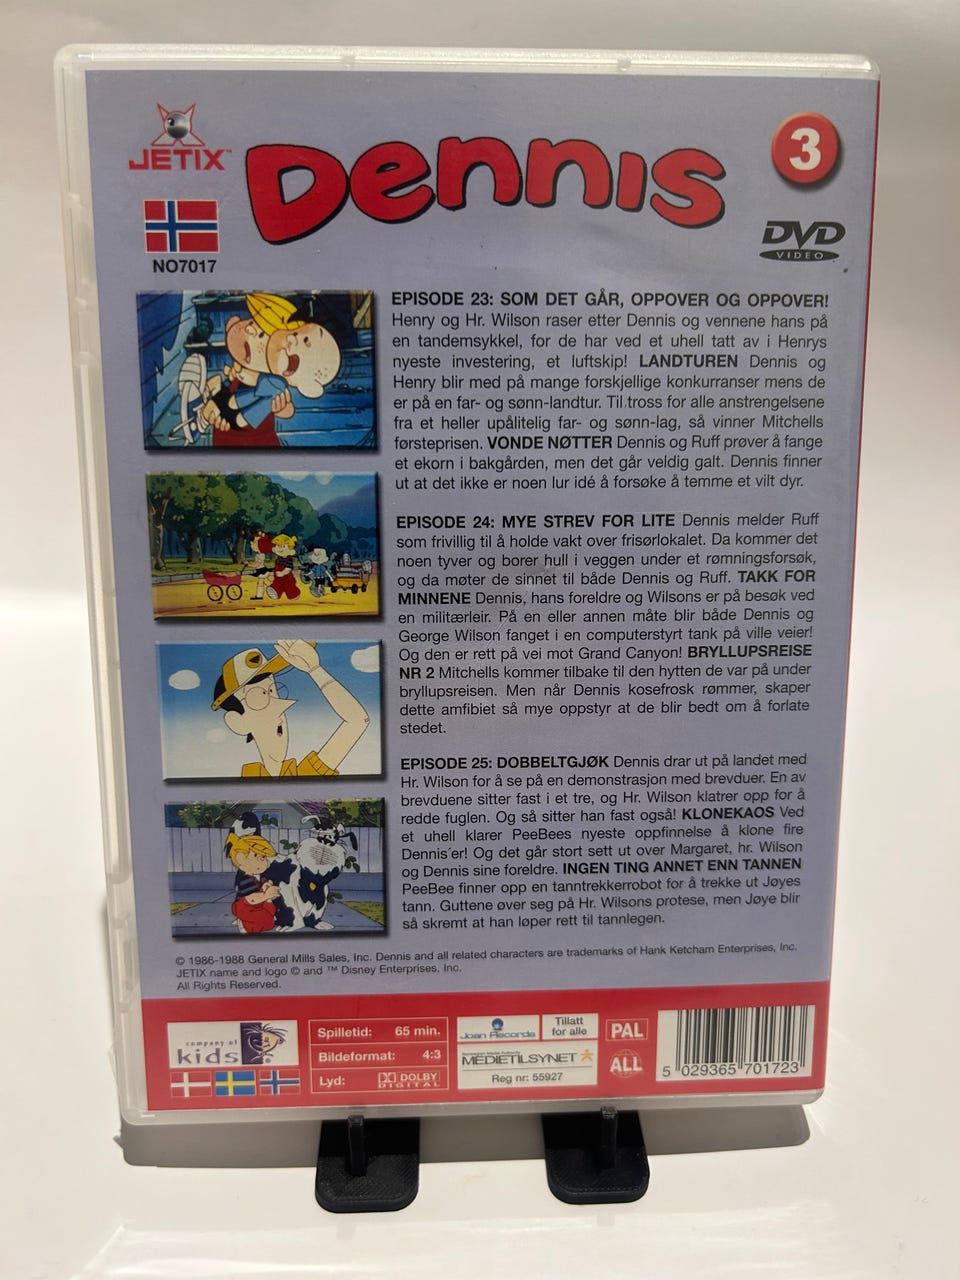 JETIX™
Dennis
3
NO7017
DVD
VIDEO
EPISODE 23: SOM DET GÅR, OPPOVER OG OPPOVER!
Henry og Hr. Wilson raser etter Dennis og vennene hans på
en tandemsykkel, for de har ved et uhell tatt av i Henrys
nyeste investering, et luftskip! LANDTUREN Dennis og
Henry blir med på mange forskjellige konkurranser mens de
er på en far- og sønn-landtur. Til tross for alle anstrengelsene
fra et heller upålitelig far- og sønn-lag, så vinner Mitchells
førsteprisen. VONDE NØTTER Dennis og Ruff prøver å fange
et ekorn i bakgården, men det går veldig galt. Dennis finner
ut at det ikke er noen lur idé å forsøke å temme et vilt dyr.
EPISODE 24: MYE STREV FOR LITE Dennis melder Ruff
som frivillig til å holde vakt over frisørlokalet. Da kommer det
noen tyver og borer hull i veggen under et rømningsforsøk,
og da møter de sinnet til både Dennis og Ruff. TAKK FOR
MINNENE Dennis, hans foreldre og Wilsons er på besøk ved
en militærleir. På en eller annen måte blir både Dennis og
George Wilson fanget i en computerstyrt tank på ville veier!
Og den er rett på vei mot Grand Canyon! BRYLLUPSREISE
NR 2 Mitchells kommer tilbake til den hytten de var på under
bryllupsreisen. Men når Dennis kosefrosk rømmer, skaper
dette amfibiet så mye oppstyr at de blir bedt om å forlate
stedet.
EPISODE 25: DOBBELTGJØK Dennis drar ut på landet med
Hr. Wilson for å se på en demonstrasjon med brevduer. En av
brevduene sitter fast i et tre, og Hr. Wilson klatrer opp for å
redde fuglen. Og så sitter han fast også! KLONEKAOS Ved
et uhell klarer PeeBees nyeste oppfinnelse å klone fire
Dennis'er! Og det går stort sett ut over Margaret, hr. Wilson
og Dennis sine foreldre. INGEN TING ANNET ENN TANNEN
PeeBee finner opp en tanntrekkerrobot for å trekke ut Jøyes
tann. Guttene øver seg på Hr. Wilsons protese, men Jøye blir
så skremt at han løper rett til tannlegen.
© 1986-1988 General Mills Sales, Inc. Dennis and all related characters are trademarks of Hank Ketcham Enterprises, Inc.
JETIX name and logo © and ™ Disney Enterprises, Inc.
All Rights Reserved.
company of
kids
Spilletid: 65 min.
Bildeformat: 4:3
Lyd: DOLBY
DIGITAL
Joan Records
Tillatt
for alle
Norwegian Media Authority
MEDIETILSYNET
Reg nr: 55927
PAL
ALL
5 029365 701723